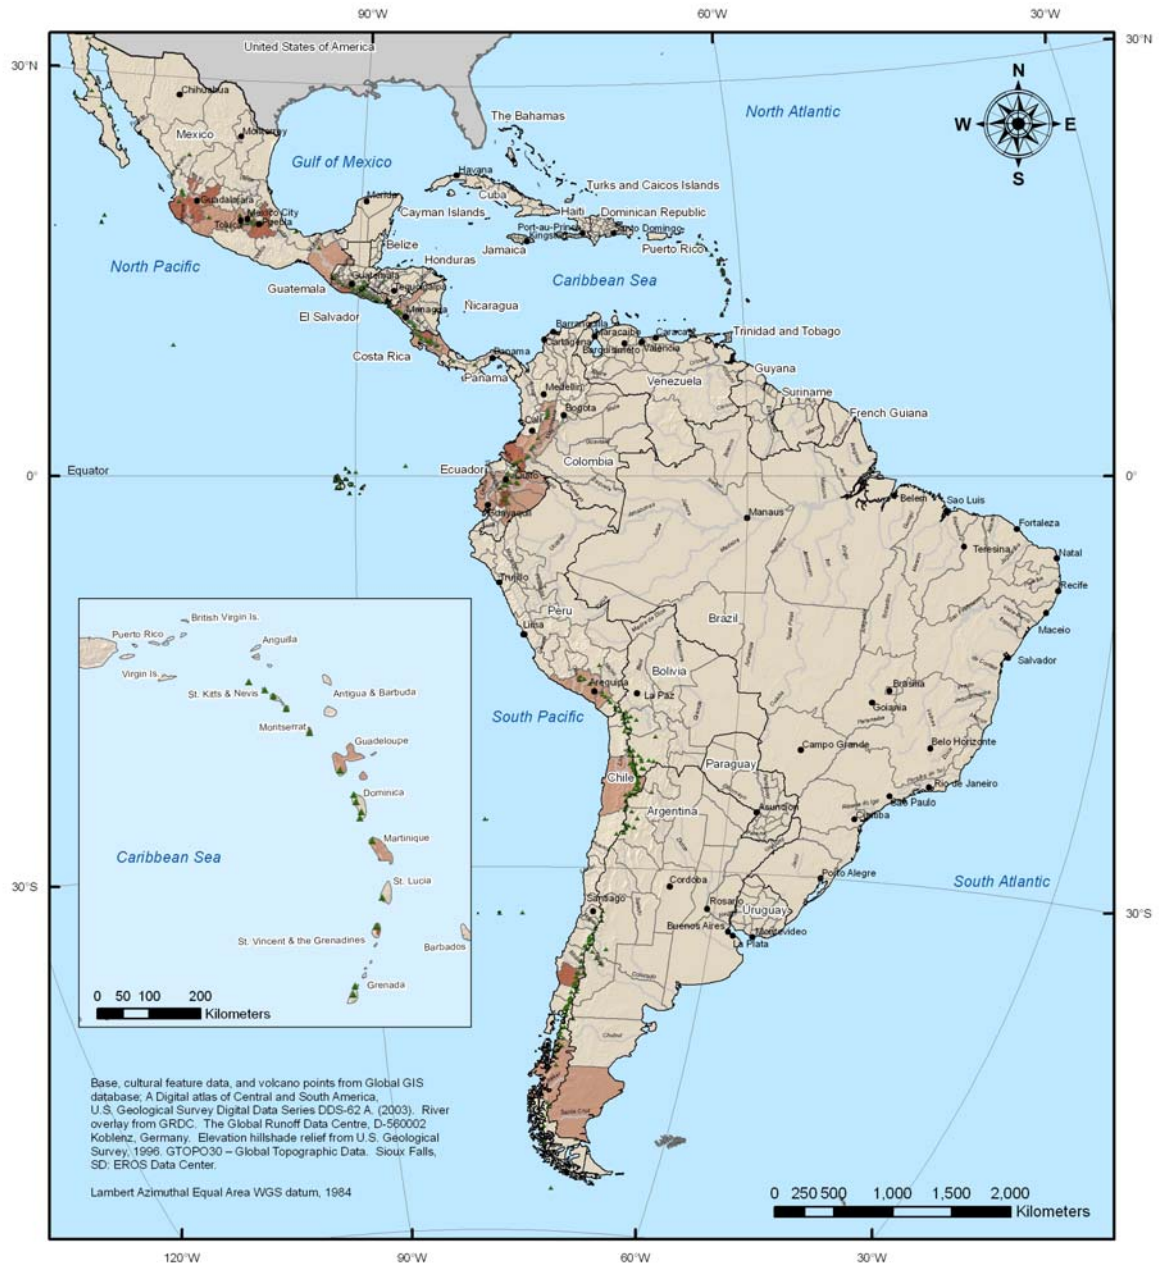 90°W
60°W
30°W
30°N
30°N
United States of America
N
W
E
S
Chihuahua
North Atlantic
The Bahamas
Mexico
Monterrey
Gulf of Mexico
Havana
Turks and Caicos Islands
Merida
Cuba
Guadalajara
Cayman Islands
Haiti
Dominican Republic
Mexico City
Toluca
Puebla
Port-au-Prince
Santo Domingo
Kingston
Belize
Jamaica
Puerto Rico
North Pacific
Honduras
Guatemala
Caribbean Sea
Guatemala
Tegucigalpa
Nicaragua
El Salvador
Managua
Barranquilla
Maracaibo
Caracas
Trinidad and Tobago
Cartagena
Barquisimeto
Valencia
Costa Rica
Panama
Panama
Guyana
Venezuela
Medellin
Suriname
Bogota
French Guiana
Cali
Colombia
0°
Equator
Ecuador
Quito
0°
Belem
Sao Luis
Guayaquil
Manaus
Fortaleza
Teresina
Natal
Trujillo
Recife
Peru
Brazil
Maceio
Lima
Salvador
Bolivia
Arequipa
La Paz
Brasilia
Goiania
South Pacific
Campo Grande
Belo Horizonte
Paraguay
Chile
Rio de Janeiro
Sao Paulo
Argentina
Asuncion
Curitiba
Porto Alegre
South Atlantic
30°S
Cordoba
30°S
Santiago
Rosario
Uruguay
Buenos Aires
Montevideo
La Plata
Colorado
Chubut
Santa Cruz
British Virgin Is.
Puerto Rico
Anguilla
Virgin Is.
St. Kitts & Nevis
Antigua & Barbuda
Montserrat
Guadeloupe
Dominica
Martinique
Caribbean Sea
St. Lucia
St. Vincent & the Grenadines
Barbados
Grenada
0 50 100 200
Kilometers
Base, cultural feature data, and volcano points from Global GIS
database; A Digital atlas of Central and South America,
U.S. Geological Survey Digital Data Series DDS-62 A. (2003). River
overlay from GRDC. The Global Runoff Data Centre, D-560002
Koblenz, Germany. Elevation hillshade relief from U.S. Geological
Survey, 1996. GTOPO30 – Global Topographic Data. Sioux Falls,
SD: EROS Data Center.
Lambert Azimuthal Equal Area WGS datum, 1984
0 250 500 1,000 1,500 2,000
Kilometers
120°W
90°W
60°W
30°W